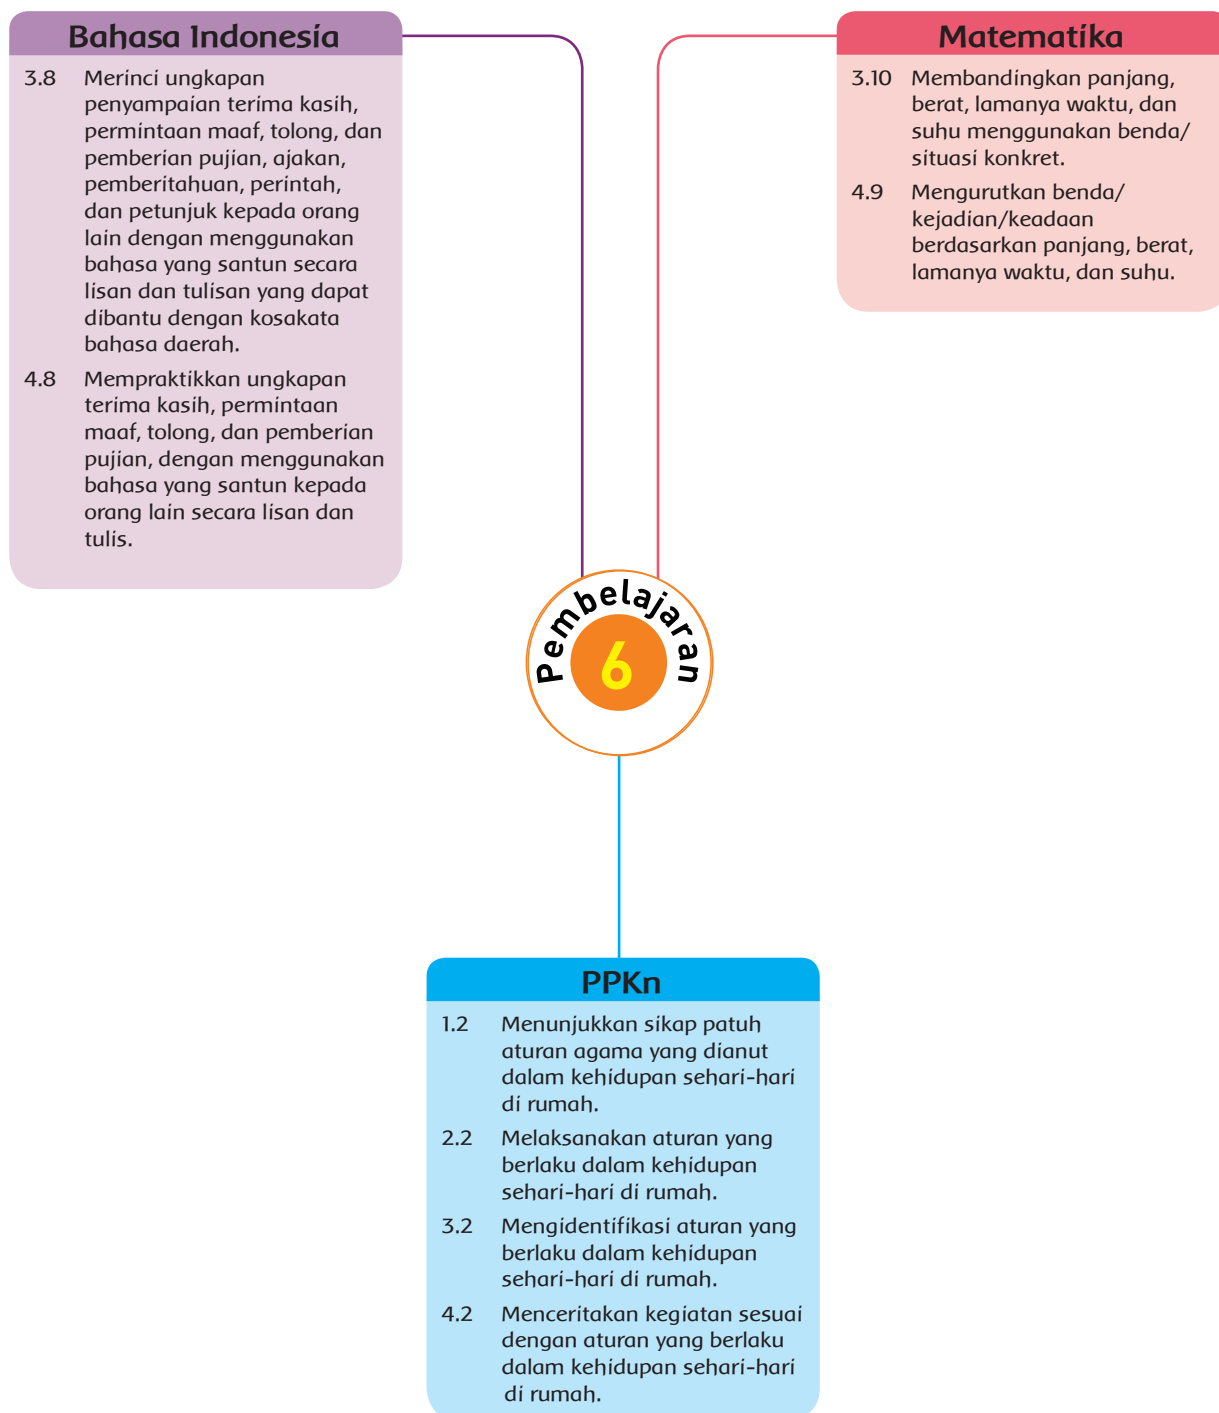 Bahasa Indonesia
3.8 Merinci ungkapan
penyampaian terima kasih,
permintaan maaf, tolong, dan
pemberian pujian, ajakan,
pemberitahuan, perintah,
dan petunjuk kepada orang
lain dengan menggunakan
bahasa yang santun secara
lisan dan tulisan yang dapat
dibantu dengan kosakata
bahasa daerah.
4.8 Mempraktikkan ungkapan
terima kasih, permintaan
maaf, tolong, dan pemberian
pujian, dengan menggunakan
bahasa yang santun kepada
orang lain secara lisan dan
tulis.
Matematika
3.10 Membandingkan panjang,
berat, lamanya waktu, dan
suhu menggunakan benda/
situasi konkret.
4.9 Mengurutkan benda/
kejadian/keadaan
berdasarkan panjang, berat,
lamanya waktu, dan suhu.
Pembelajaran
6
PPKn
1.2 Menunjukkan sikap patuh
aturan agama yang dianut
dalam kehidupan sehari-hari
di rumah.
2.2 Melaksanakan aturan yang
berlaku dalam kehidupan
sehari-hari di rumah.
3.2 Mengidentifikasi aturan yang
berlaku dalam kehidupan
sehari-hari di rumah.
4.2 Menceritakan kegiatan sesuai
dengan aturan yang berlaku
dalam kehidupan sehari-hari
di rumah.